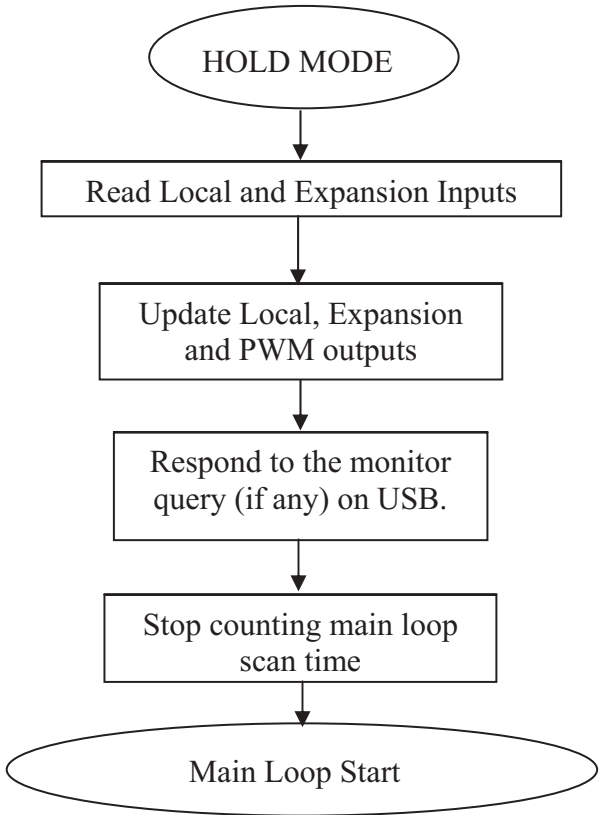 HOLD MODE
Read Local and Expansion Inputs
Update Local, Expansion
and PWM outputs
Respond to the monitor
query (if any) on USB.
Stop counting main loop
scan time
Main Loop Start